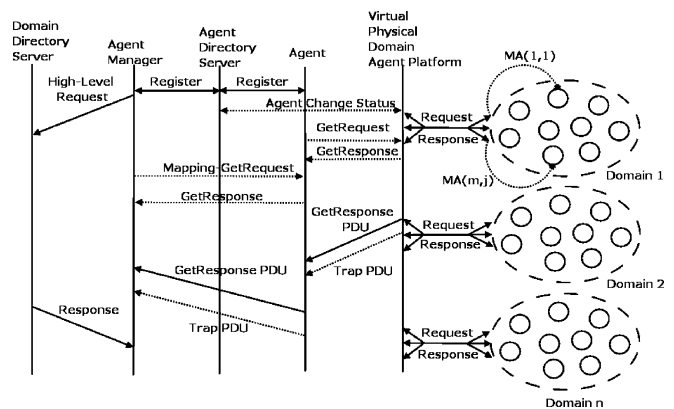 Domain
Directory
Server
Agent
Manager
Agent
Directory
Server
Agent
Virtual
Physical
Domain
Agent Platform
MA(1,1)
High-Level
Request
Register
Register
Agent Change Status
Request
Response
GetRequest
GetResponse
Mapping-GetRequest
MA(m,j)
Domain 1
GetResponse
GetResponse
PDU
Request
Response
GetResponse PDU
Trap PDU
Domain 2
Response
Trap PDU
Request
Response
Domain n